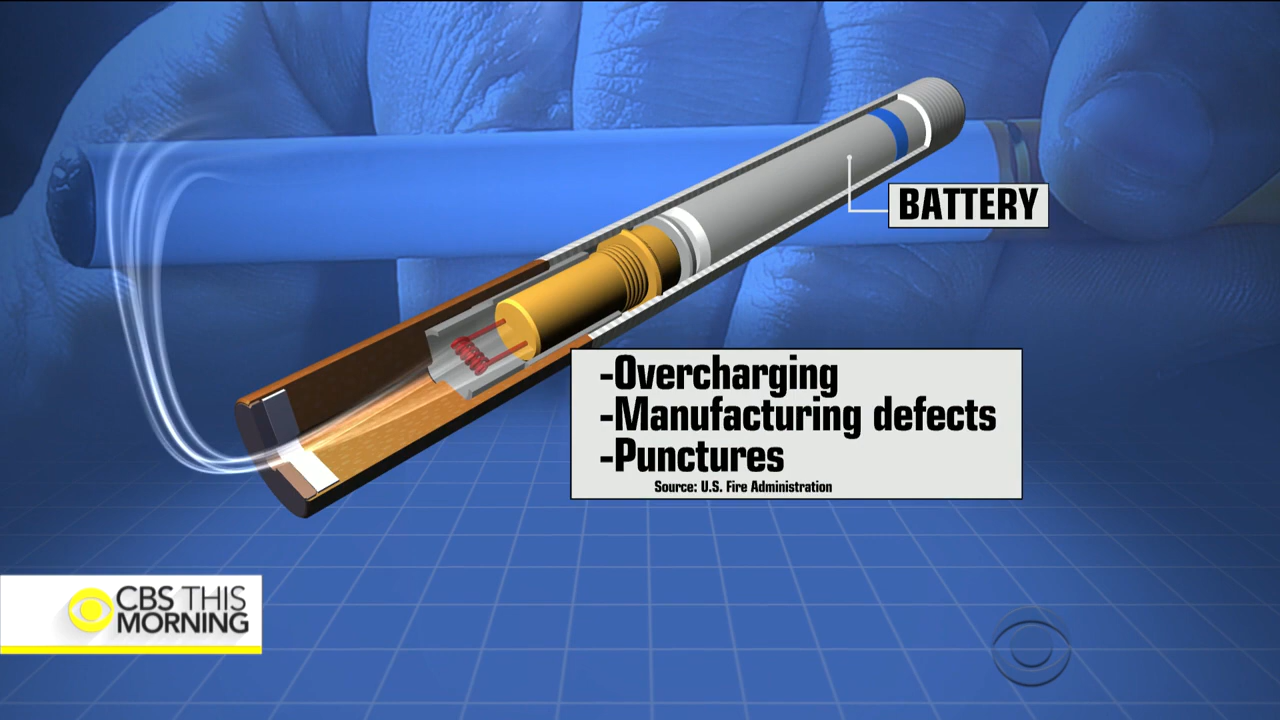 BATTERY
-Overcharging
-Manufacturing defects
-Punctures
Source: U.S. Fire Administration
CBS THIS
MORNING